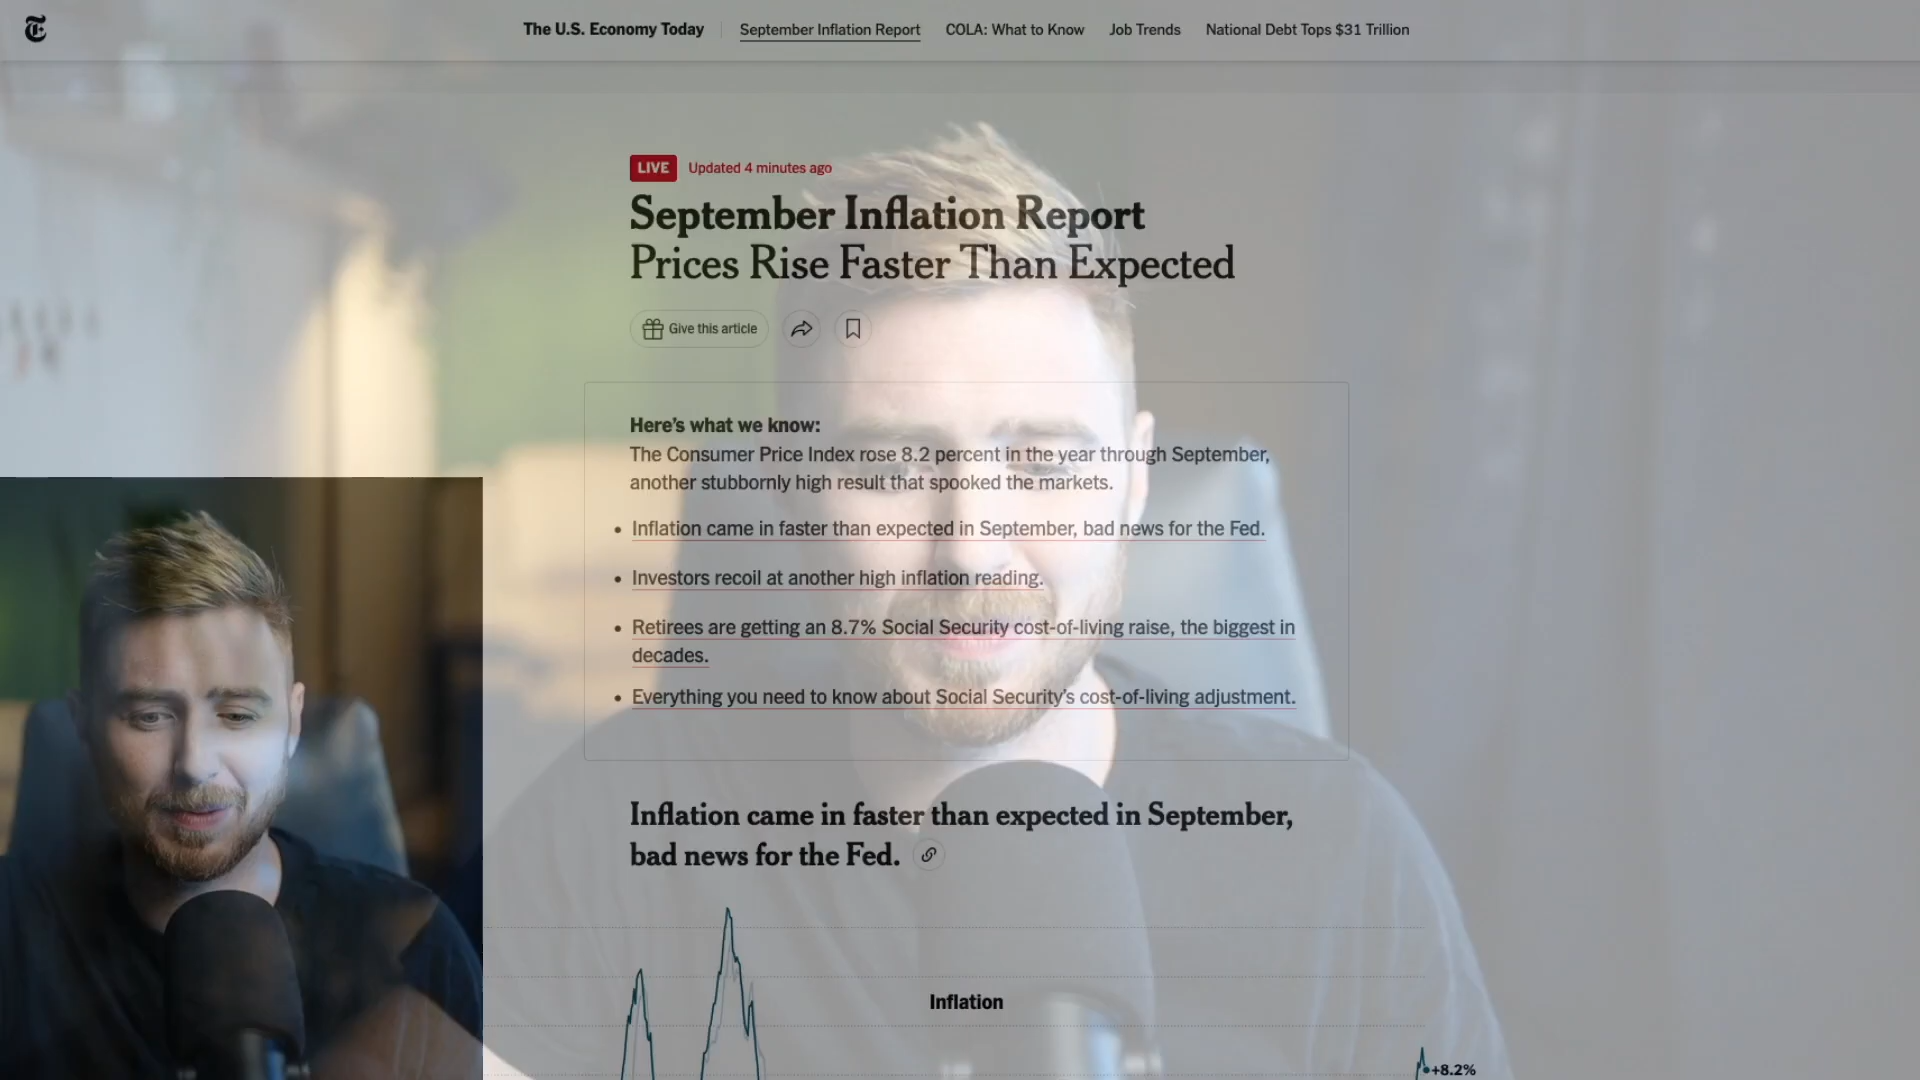 The U.S. Economy Today September Inflation Report COLA: What to Know Job Trends National Debt Tops $31 Trillion
LIVE Updated 4 minutes ago
September Inflation Report
Prices Rise Faster Than Expected
Give this article
Here's what we know:
The Consumer Price Index rose 8.2 percent in the year through September,
another stubbornly high result that spooked the markets.
• Inflation came in faster than expected in September, bad news for the Fed.
• Investors recoil at another high inflation reading.
• Retirees are getting an 8.7% Social Security cost-of-living raise, the biggest in
decades.
• Everything you need to know about Social Security's cost-of-living adjustment.
Inflation came in faster than expected in September,
bad news for the Fed.
Inflation
+8.2%